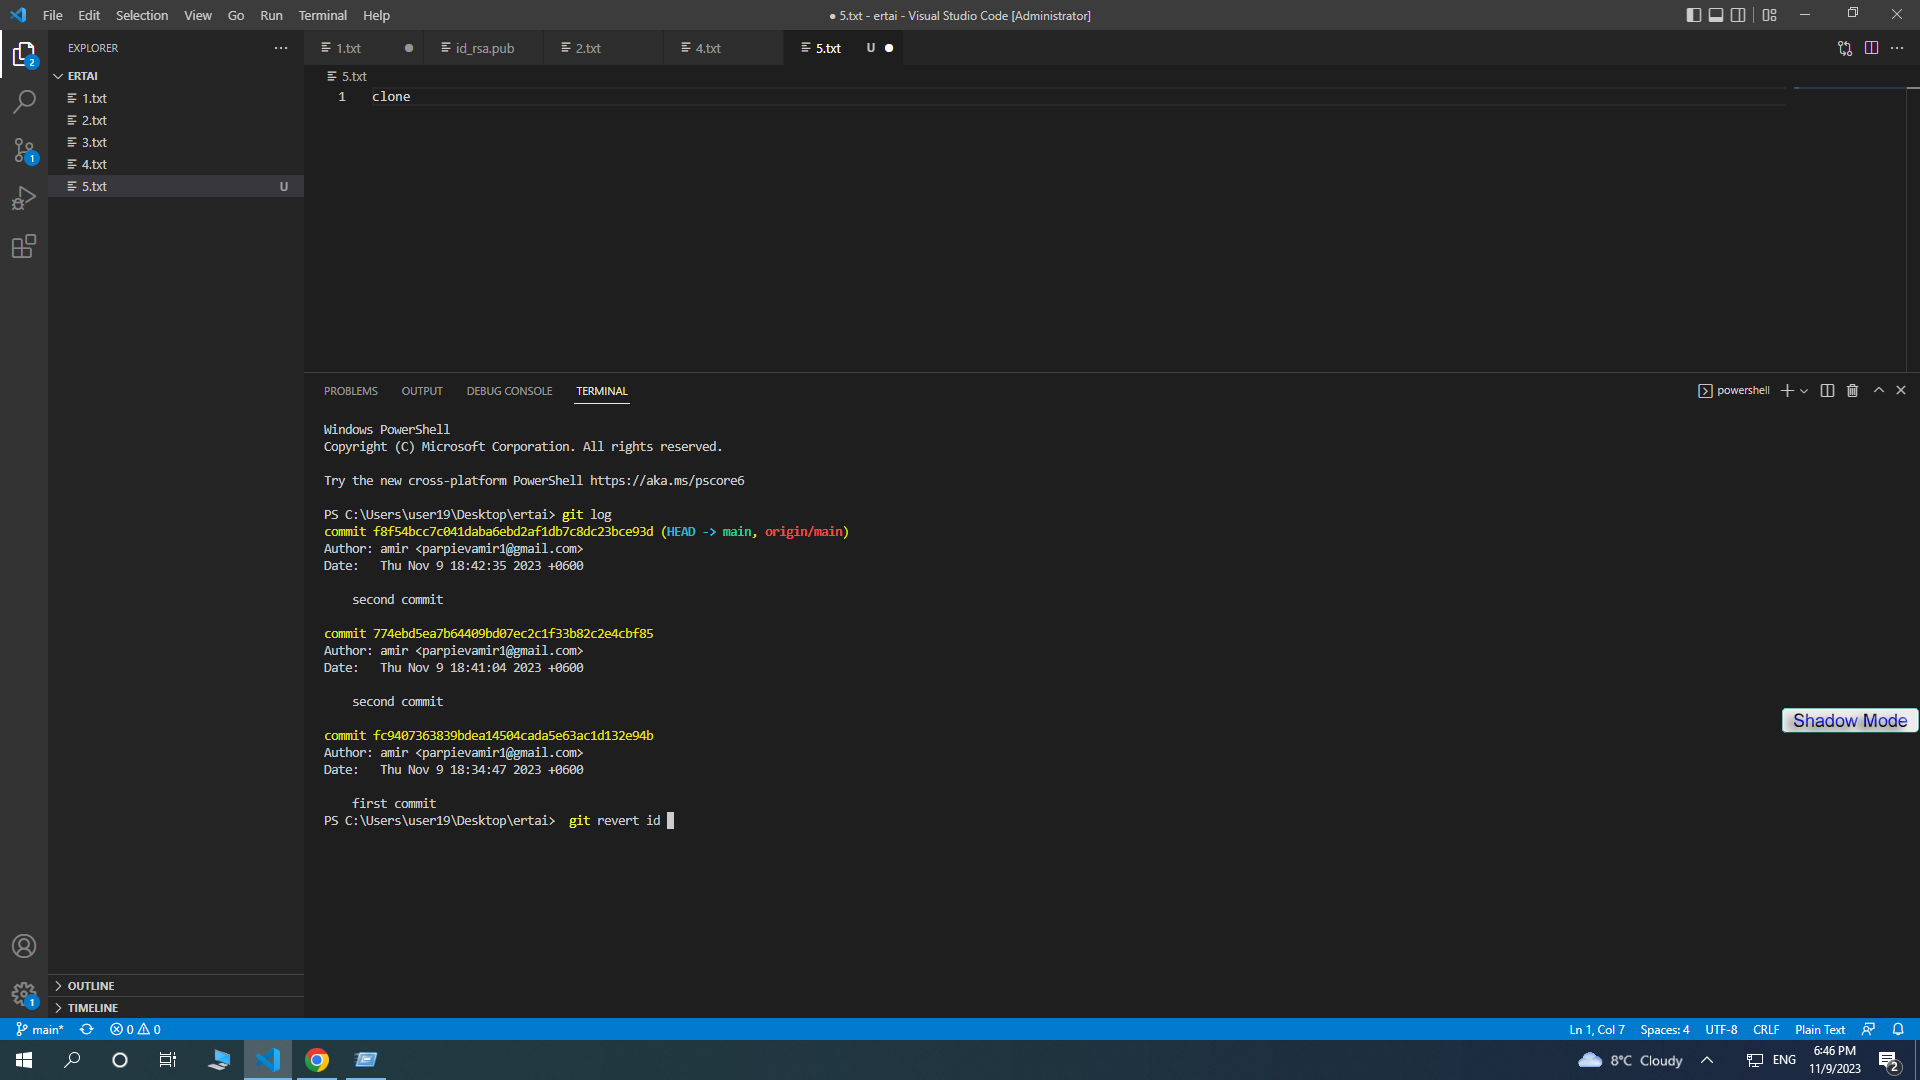 File Edit Selection View Go Run Terminal Help
● 5.txt - ertai - Visual Studio Code [Administrator]
EXPLORER
1.txt
id_rsa.pub
2.txt
4.txt
5.txt U
ERTAI
1.txt
2.txt
3.txt
4.txt
5.txt U
5.txt
1 clone
PROBLEMS OUTPUT DEBUG CONSOLE TERMINAL
powershell
Windows PowerShell
Copyright (C) Microsoft Corporation. All rights reserved.
Try the new cross-platform PowerShell https://aka.ms/pscore6
PS C:\Users\user19\Desktop\ertai> git log
commit f8f54bcc7c041daba6ebd2af1db7c8dc23bce93d (HEAD -> main, origin/main)
Author: amir <parpievamir1@gmail.com>
Date:   Thu Nov 9 18:42:35 2023 +0600
second commit
commit 774ebd5ea7b64409bd07ec2c1f33b82c2e4cbf85
Author: amir <parpievamir1@gmail.com>
Date:   Thu Nov 9 18:41:04 2023 +0600
second commit
commit fc9407363839bdea14504cada5e63ac1d132e94b
Author: amir <parpievamir1@gmail.com>
Date:   Thu Nov 9 18:34:47 2023 +0600
first commit
PS C:\Users\user19\Desktop\ertai>  git revert id
Shadow Mode
OUTLINE
TIMELINE
2
1
1
main* 0 0
Ln 1, Col 7 Spaces: 4 UTF-8 CRLF Plain Text
8°C Cloudy
ENG
6:46 PM
11/9/2023
2